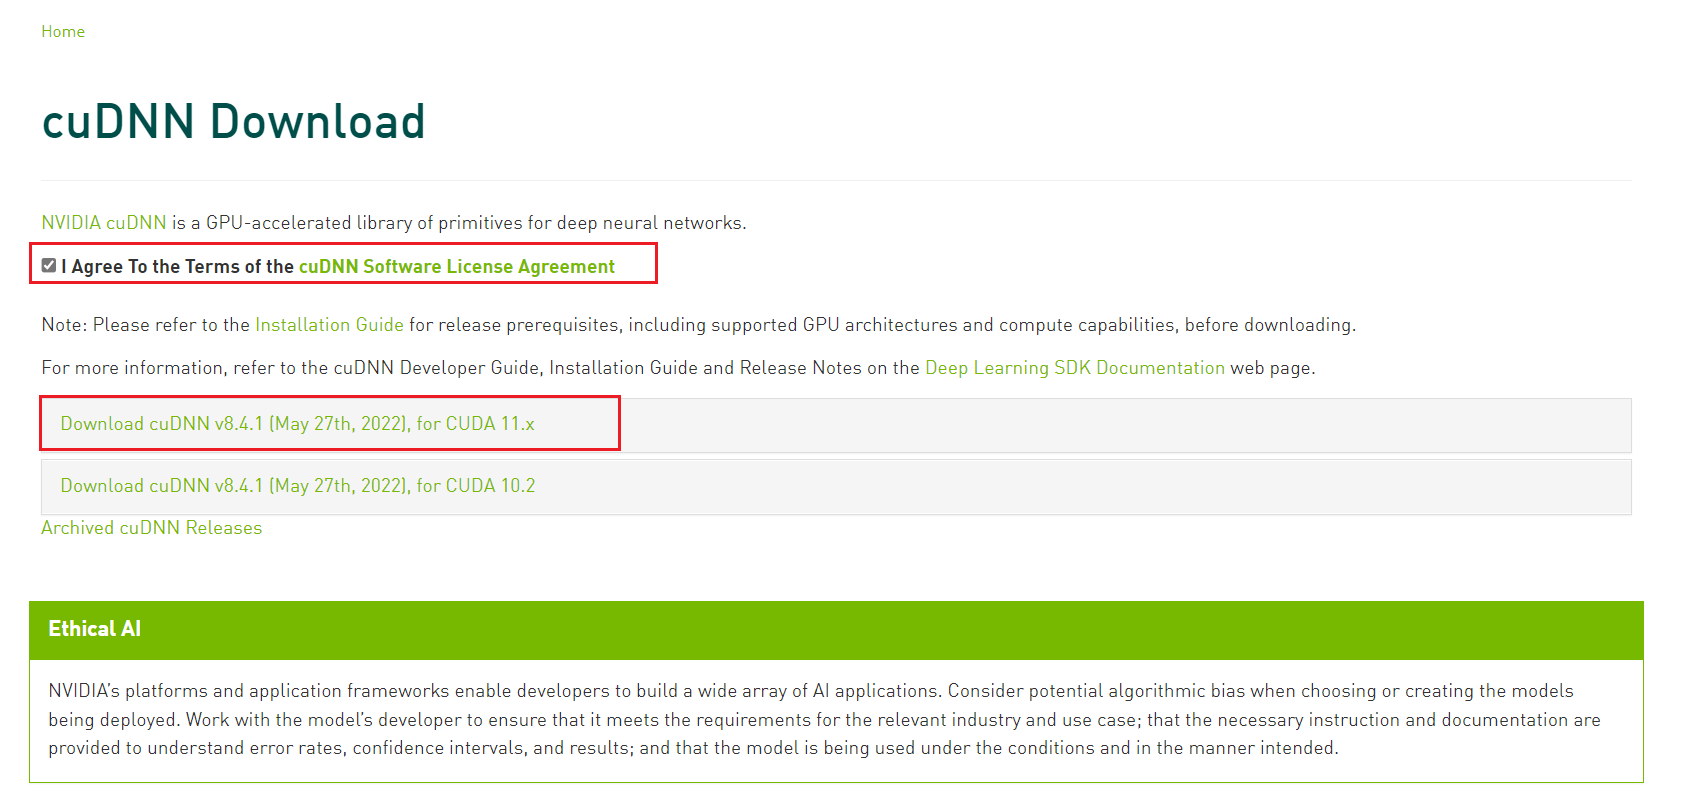 Home
cuDNN Download
NVIDIA cuDNN is a GPU-accelerated library of primitives for deep neural networks.
I Agree To the Terms of the cuDNN Software License Agreement
Note: Please refer to the Installation Guide for release prerequisites, including supported GPU architectures and compute capabilities, before downloading.
For more information, refer to the cuDNN Developer Guide, Installation Guide and Release Notes on the Deep Learning SDK Documentation web page.
Download cuDNN v8.4.1 (May 27th, 2022), for CUDA 11.x
Download cuDNN v8.4.1 (May 27th, 2022), for CUDA 10.2
Archived cuDNN Releases
Ethical AI
NVIDIA’s platforms and application frameworks enable developers to build a wide array of AI applications. Consider potential algorithmic bias when choosing or creating the models
being deployed. Work with the model’s developer to ensure that it meets the requirements for the relevant industry and use case; that the necessary instruction and documentation are
provided to understand error rates, confidence intervals, and results; and that the model is being used under the conditions and in the manner intended.